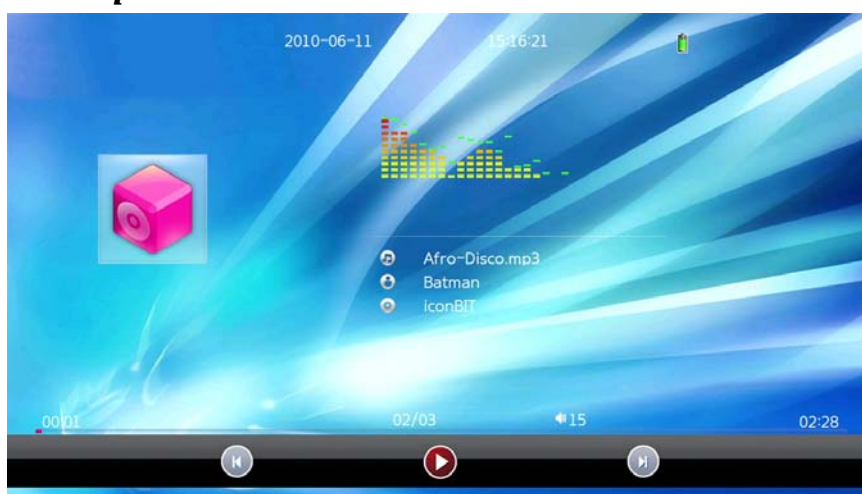 2010-06-11 15:16:21
Afro-Disco.mp3
Batman
iconBIT
00:01 02/03 15 02:28